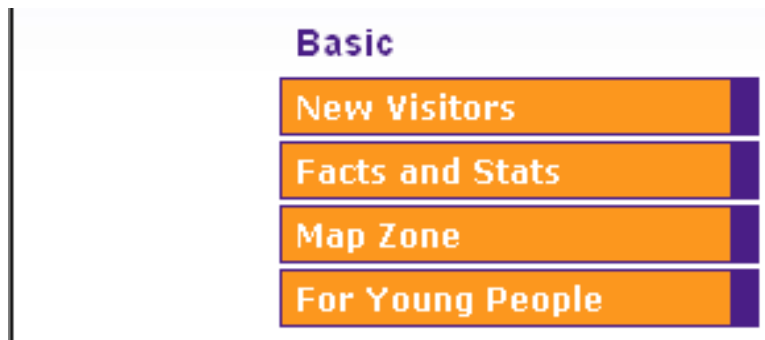 Basic
New Visitors
Facts and Stats
Map Zone
For Young People